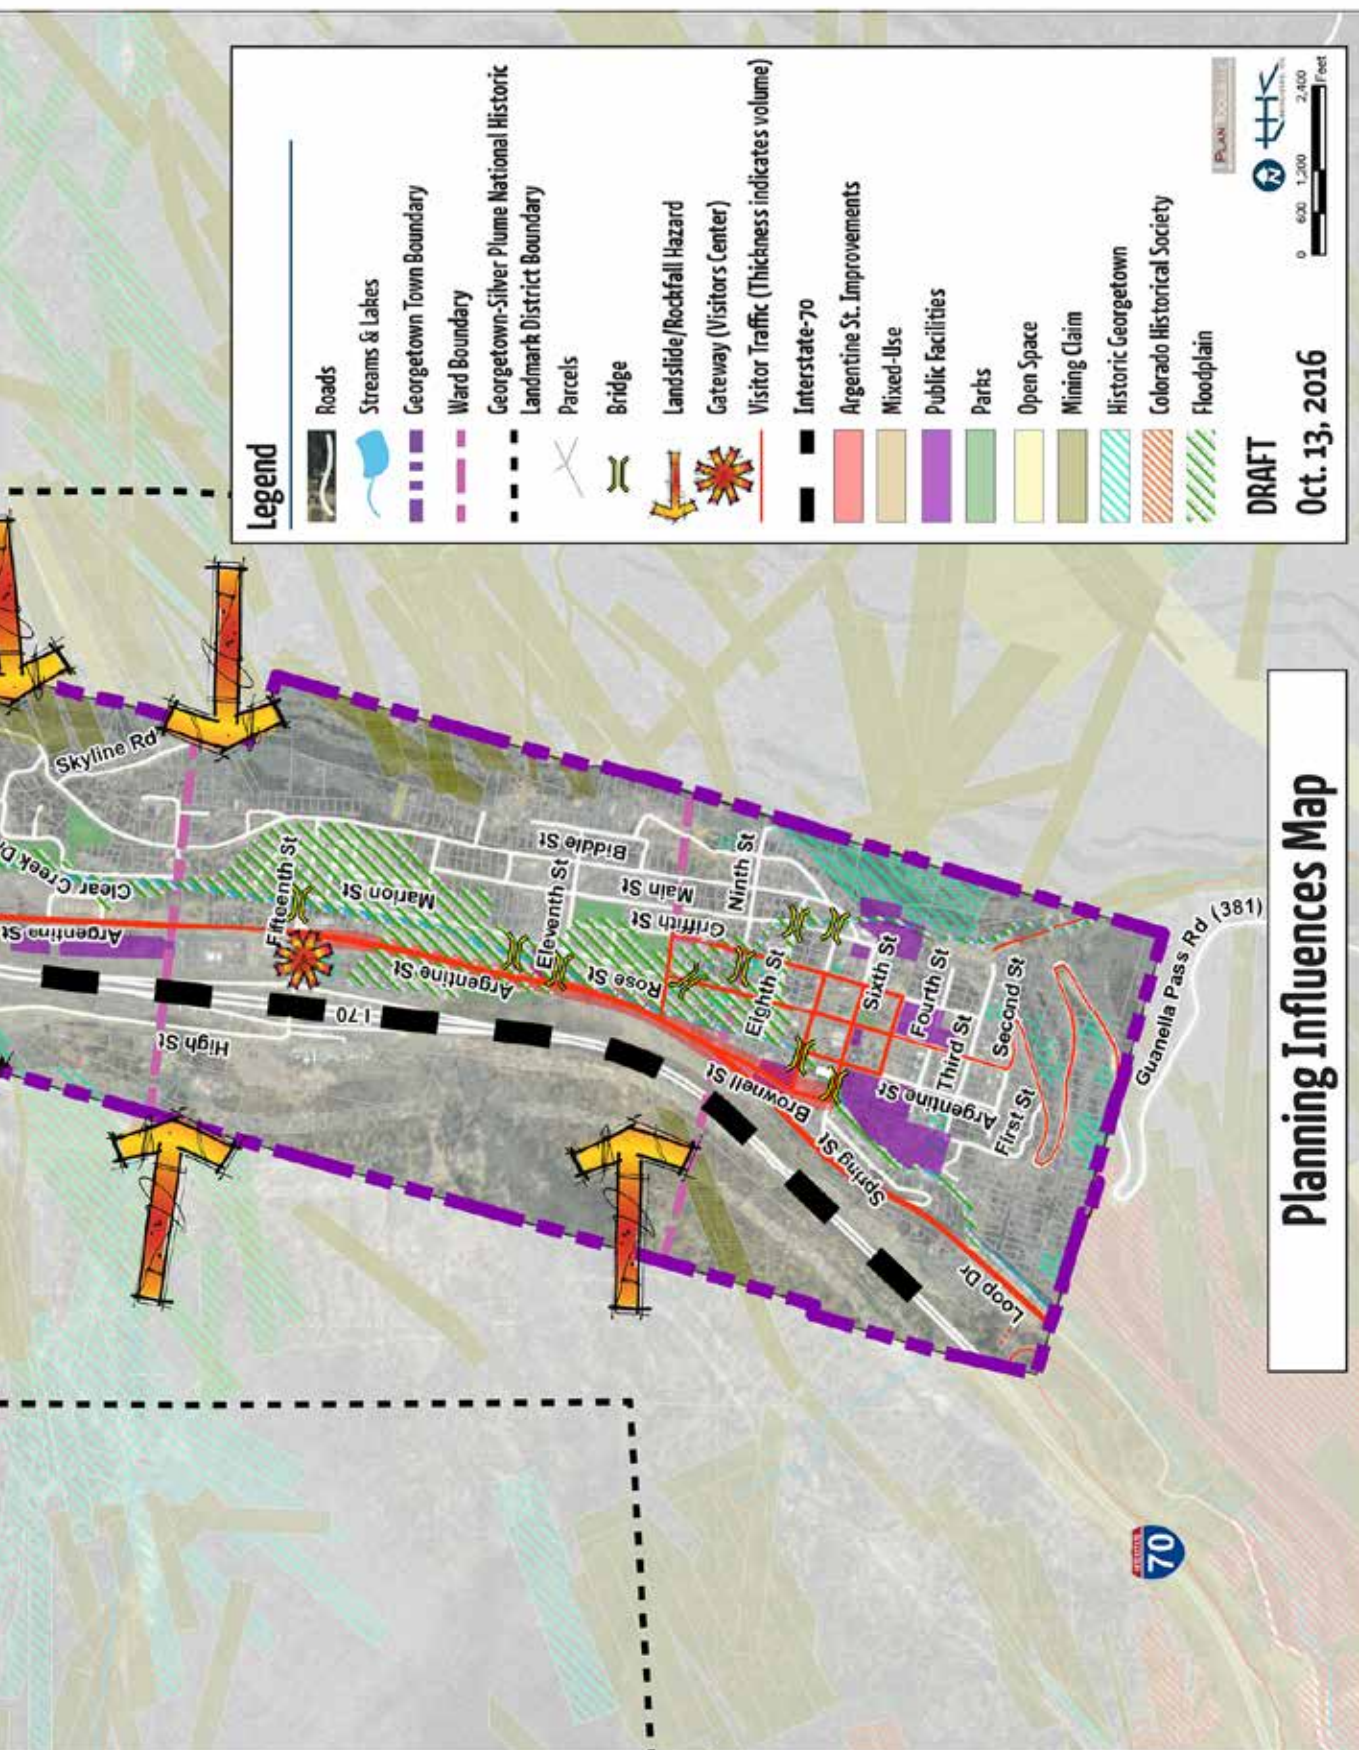 Legend
Roads
Streams & Lakes
Georgetown Town Boundary
Ward Boundary
Georgetown-Silver Plume National Historic
Landmark District Boundary
Parcels
Bridge
Landslide/Rockfall Hazard
Gateway (Visitors Center)
Visitor Traffic (Thickness indicates volume)
Interstate-70
Argentine St. Improvements
Mixed-Use
Public Facilities
Parks
Open Space
Mining Claim
Historic Georgetown
Colorado Historical Society
Floodplain
DRAFT
Oct. 13, 2016
N
0 600 1,200 2,400
Feet
PLAN
Skyline Rd
Clear Creek Dr
Argentine St
Fifteenth St
Marion St
Biddle St
Main St
Eleventh St
Griffith St
Ninth St
Argentine St
Rose St
Eighth St
I 70
High St
Brownell St
Sixth St
Fourth St
Third St
Second St
Argentine St
First St
Spring St
Loop Dr
Guanella Pass Rd (381)
70
Planning Influences Map